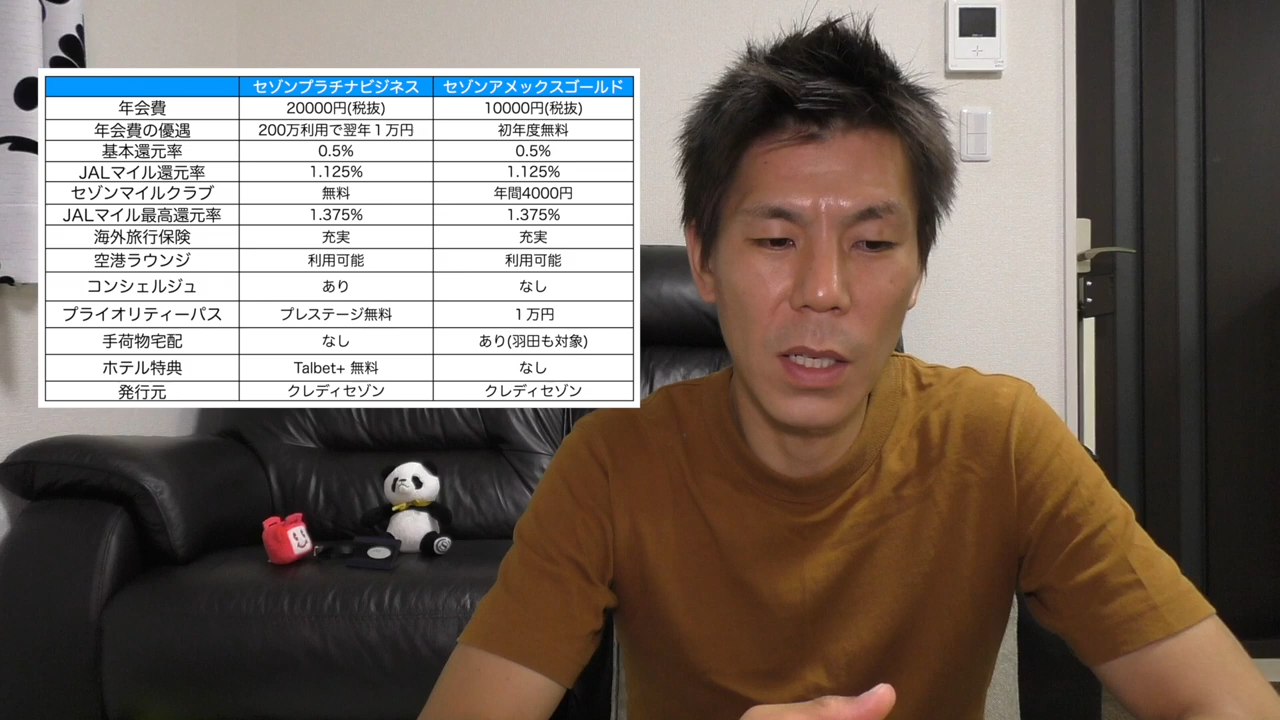 セゾンプラチナビジネス セゾンアメックスゴールド
年会費 20000円(税抜) 10000円(税抜)
年会費の優遇 200万利用で翌年１万円 初年度無料
基本還元率 0.5% 0.5%
JALマイル還元率 1.125% 1.125%
セゾンマイルクラブ 無料 年間4000円
JALマイル最高還元率 1.375% 1.375%
海外旅行保険 充実 充実
空港ラウンジ 利用可能 利用可能
コンシェルジュ あり なし
プライオリティーパス プレステージ無料 １万円
手荷物宅配 なし あり(羽田も対象)
ホテル特典 Talbet+ 無料 なし
発行元 クレディセゾン クレディセゾン